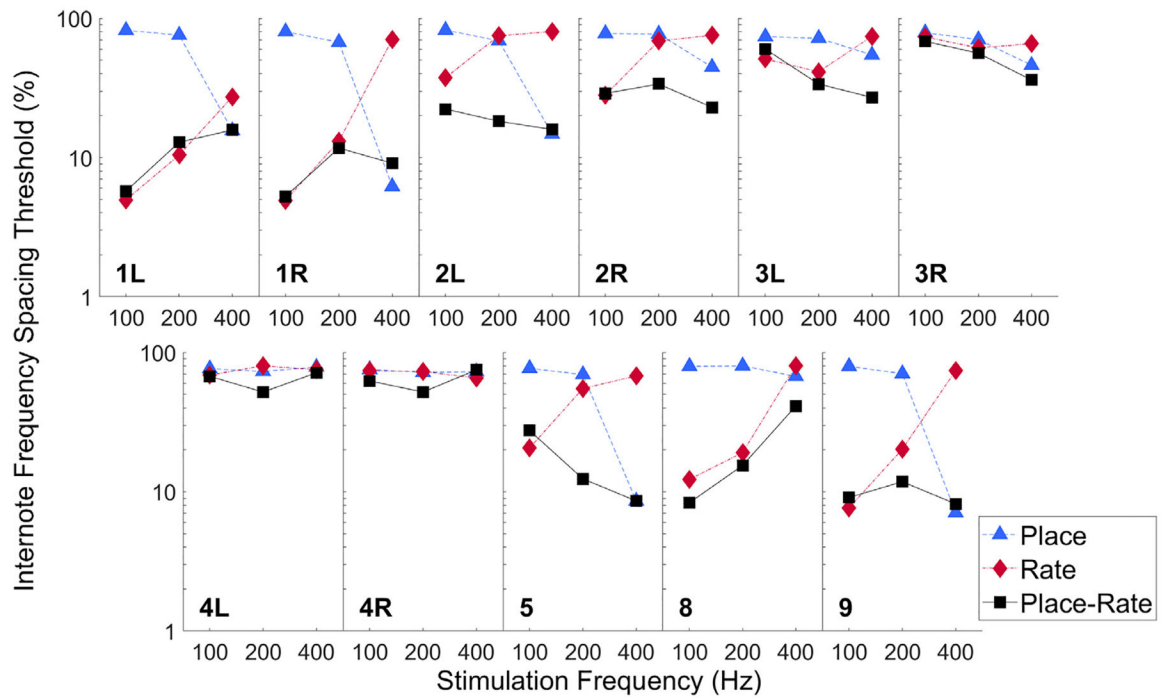 Internote Frequency Spacing Threshold (%)
100
10
1
1L
1R
2L
2R
3L
3R
100 200 400 100 200 400 100 200 400 100 200 400 100 200 400 100 200 400
100
10
1
4L
4R
5
8
9
100 200 400 100 200 400 100 200 400 100 200 400 100 200 400
Stimulation Frequency (Hz)
Place
Rate
Place-Rate